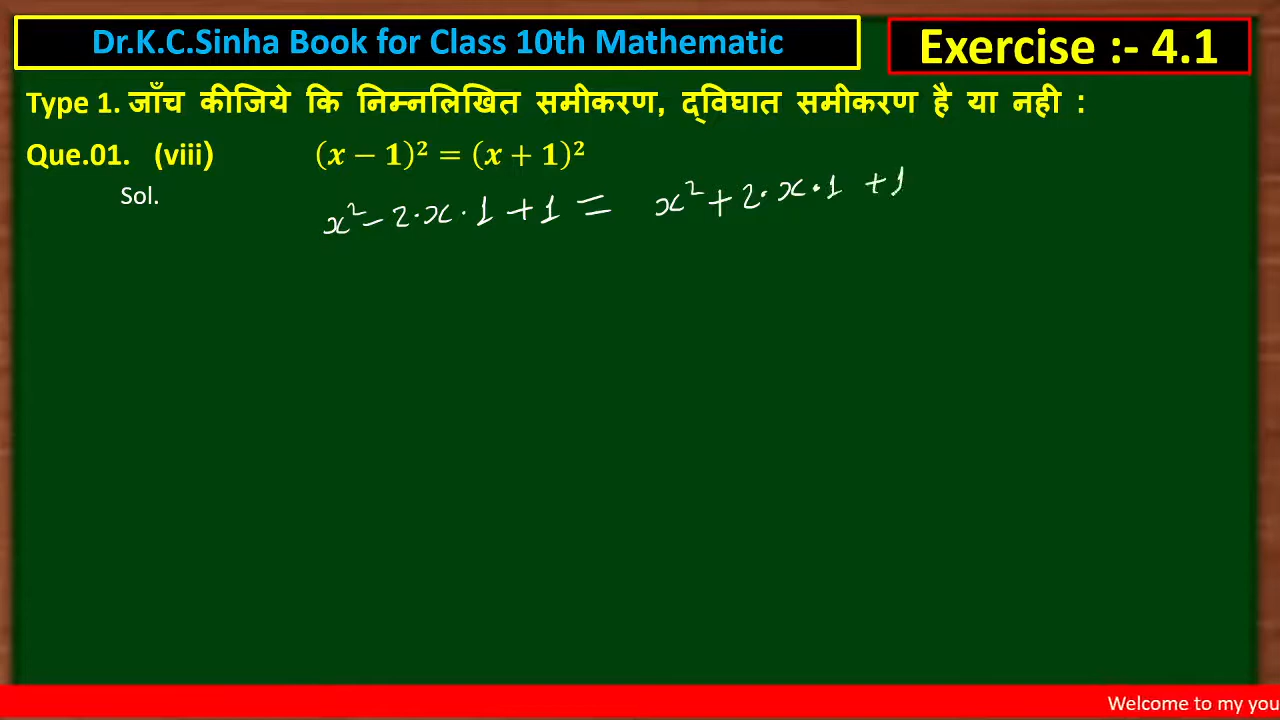 Dr.K.C.Sinha Book for Class 10th Mathematic
Exercise :- 4.1
Type 1. जाँच कीजिये कि निम्नलिखित समीकरण, द्विघात समीकरण है या नही :
Que.01. (viii) (x − 1)² = (x + 1)²
Sol.
x² − 2·x·1 + 1 = x² + 2·x·1 + 1
Welcome to my you